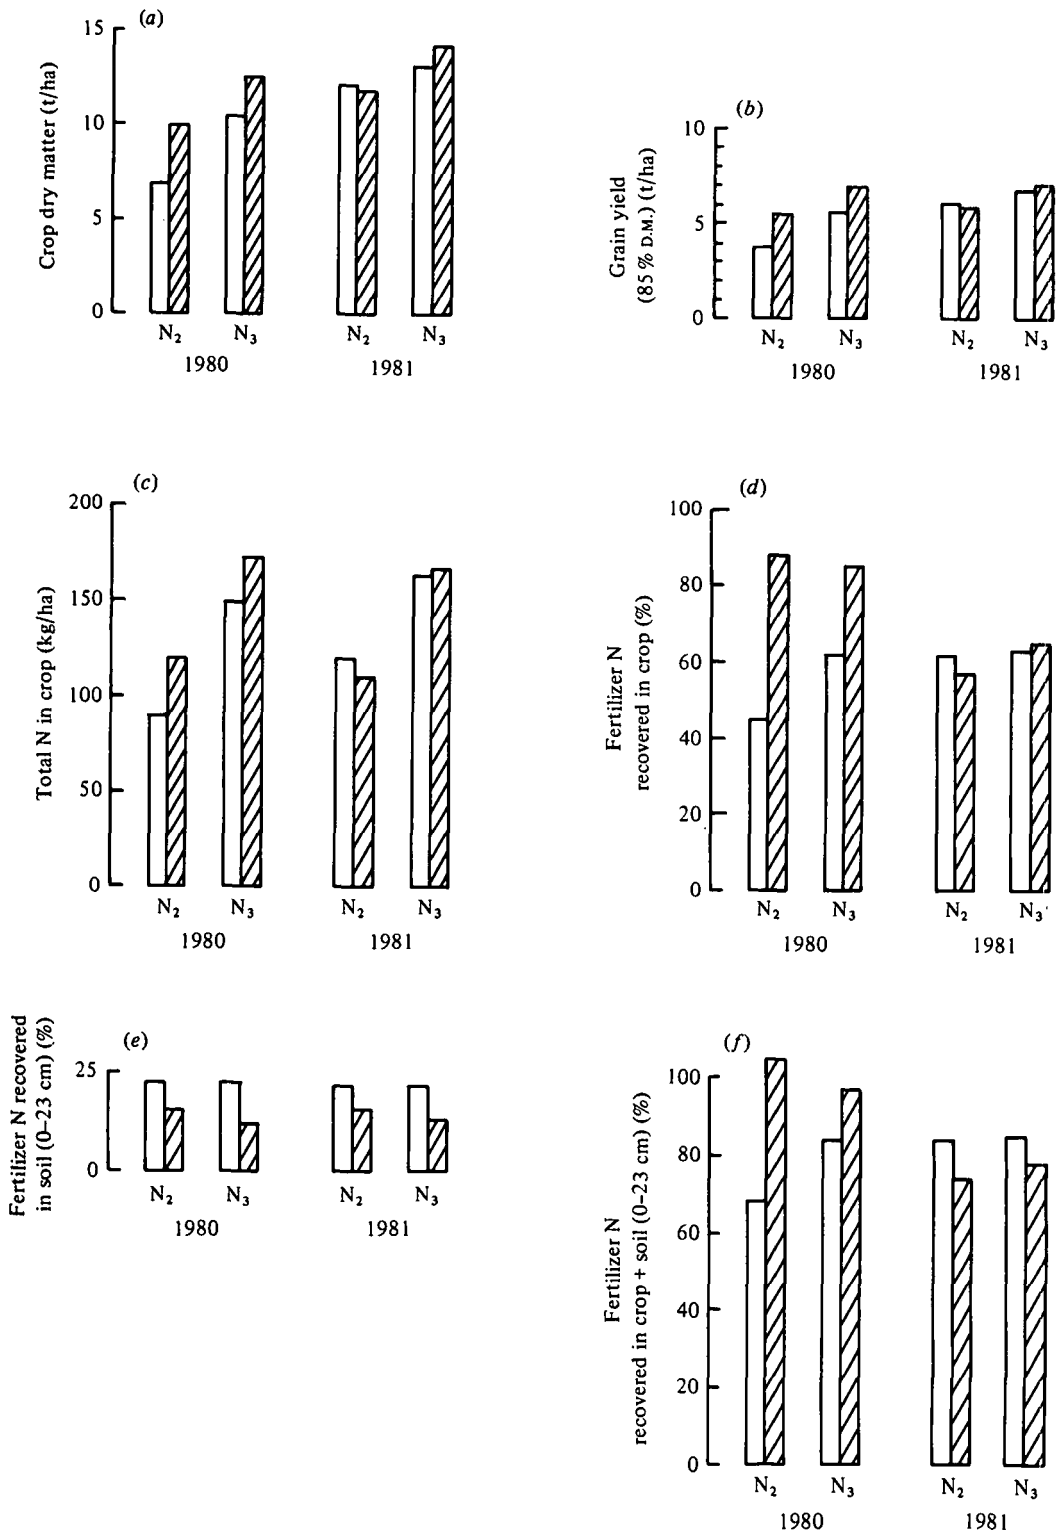 (a)
Crop dry matter (t/ha)
15
10
5
0
N₂ N₃ N₂ N₃
1980 1981
(b)
Grain yield
(85 % D.M.) (t/ha)
10
5
0
N₂ N₃ N₂ N₃
1980 1981
(c)
Total N in crop (kg/ha)
200
150
100
50
0
N₂ N₃ N₂ N₃
1980 1981
(d)
Fertilizer N
recovered in crop (%)
100
80
60
40
20
0
N₂ N₃ N₂ N₃
1980 1981
(e)
Fertilizer N recovered
in soil (0–23 cm) (%)
25
0
N₂ N₃ N₂ N₃
1980 1981
(f)
Fertilizer N
recovered in crop + soil (0–23 cm) (%)
100
80
60
40
20
0
N₂ N₃ N₂ N₃
1980 1981